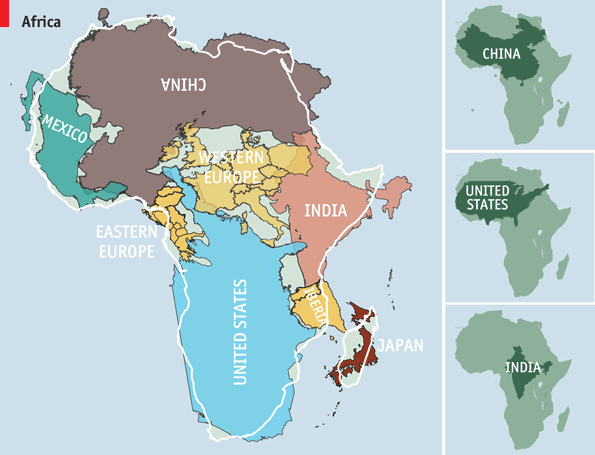 Africa
CHINA
MEXICO
WESTERN
EUROPE
INDIA
EASTERN
EUROPE
UNITED STATES
IBERIA
JAPAN
CHINA
UNITED
STATES
INDIA